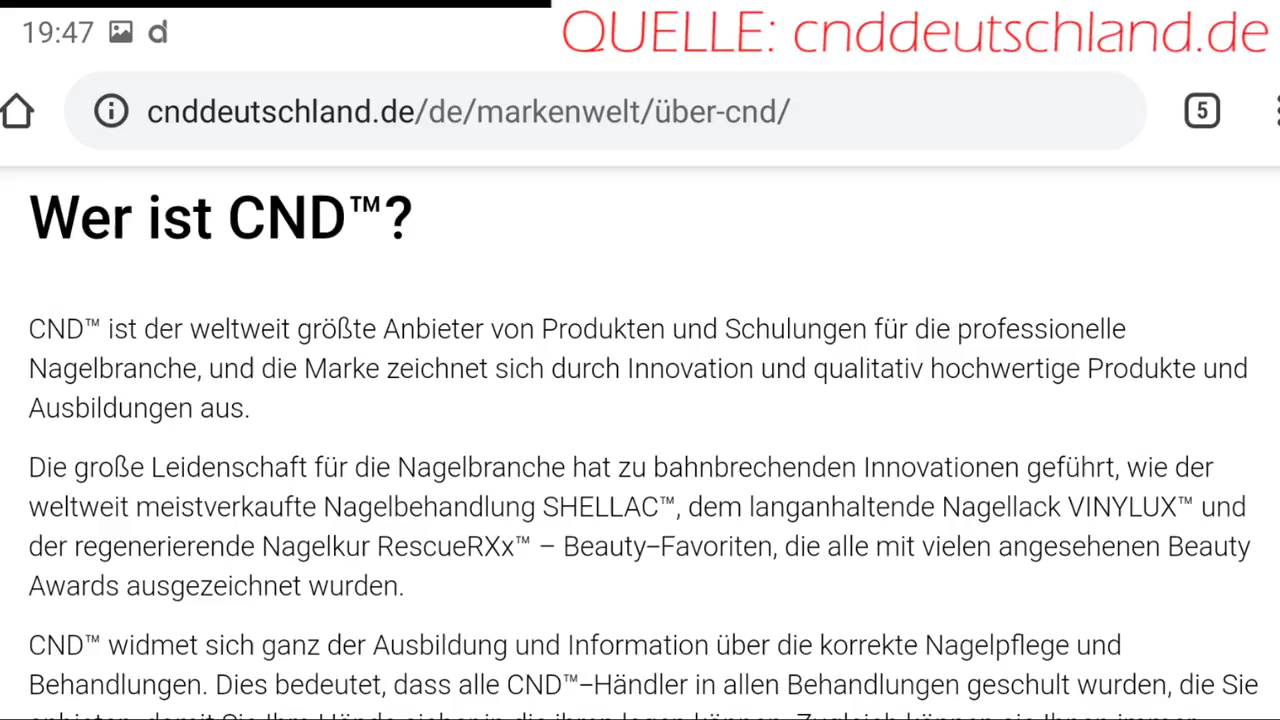 19:47
QUELLE: cnddeutschland.de
cnddeutschland.de/de/markenwelt/über-cnd/
5
Wer ist CND™?
CND™ ist der weltweit größte Anbieter von Produkten und Schulungen für die professionelle
Nagelbranche, und die Marke zeichnet sich durch Innovation und qualitativ hochwertige Produkte und
Ausbildungen aus.
Die große Leidenschaft für die Nagelbranche hat zu bahnbrechenden Innovationen geführt, wie der
weltweit meistverkaufte Nagelbehandlung SHELLAC™, dem langanhaltende Nagellack VINYLUX™ und
der regenerierende Nagelkur RescueRXx™ – Beauty–Favoriten, die alle mit vielen angesehenen Beauty
Awards ausgezeichnet wurden.
CND™ widmet sich ganz der Ausbildung und Information über die korrekte Nagelpflege und
Behandlungen. Dies bedeutet, dass alle CND™–Händler in allen Behandlungen geschult wurden, die Sie